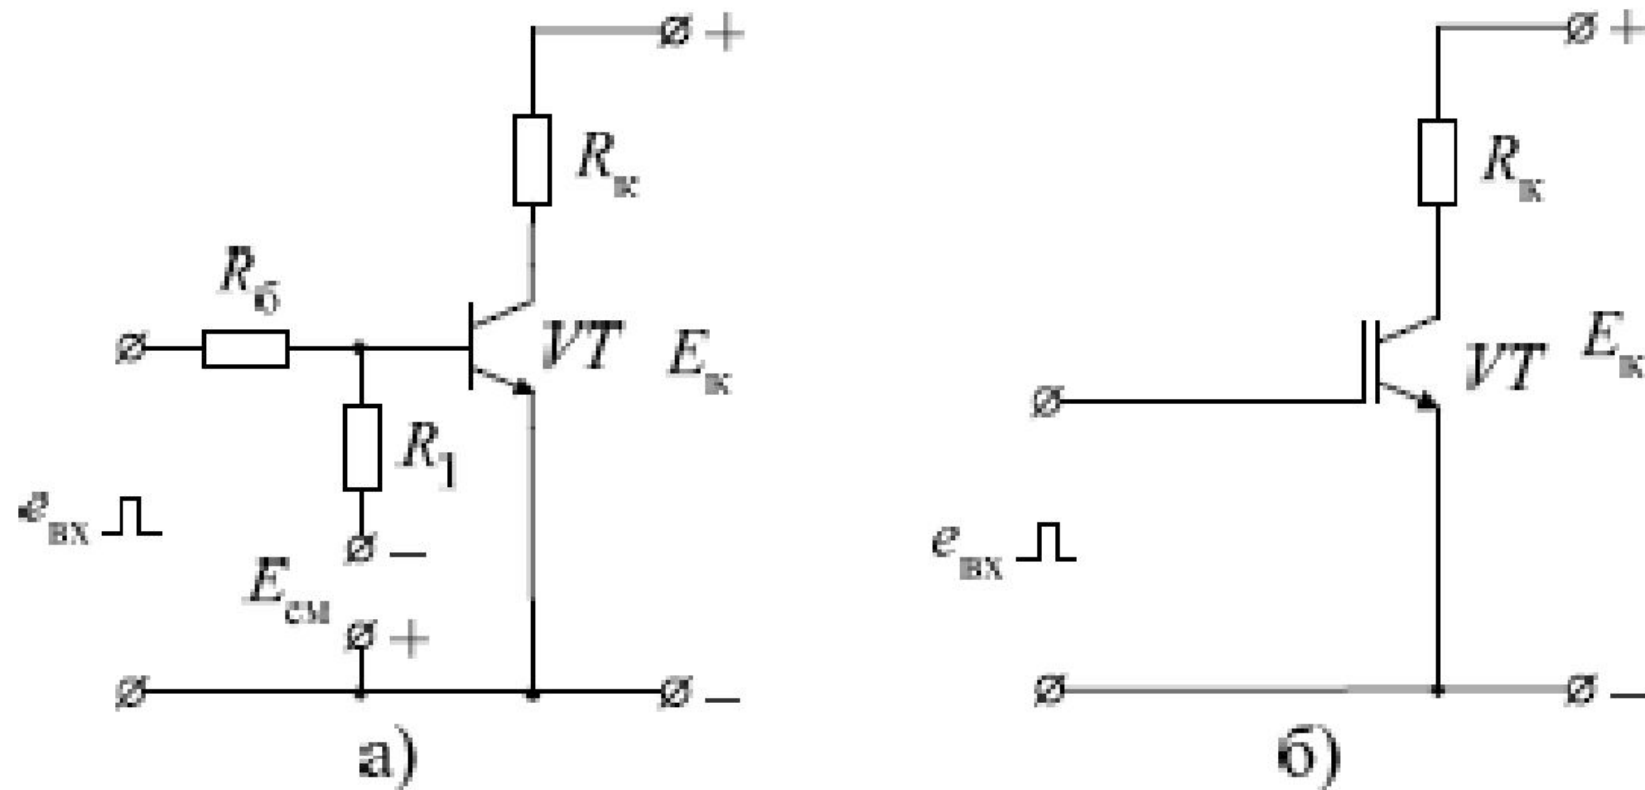 + +
Rк Rк
Rб
VT Eк VT Eк
R1
eвх − eвх
Eсм
+
− −
а) б)